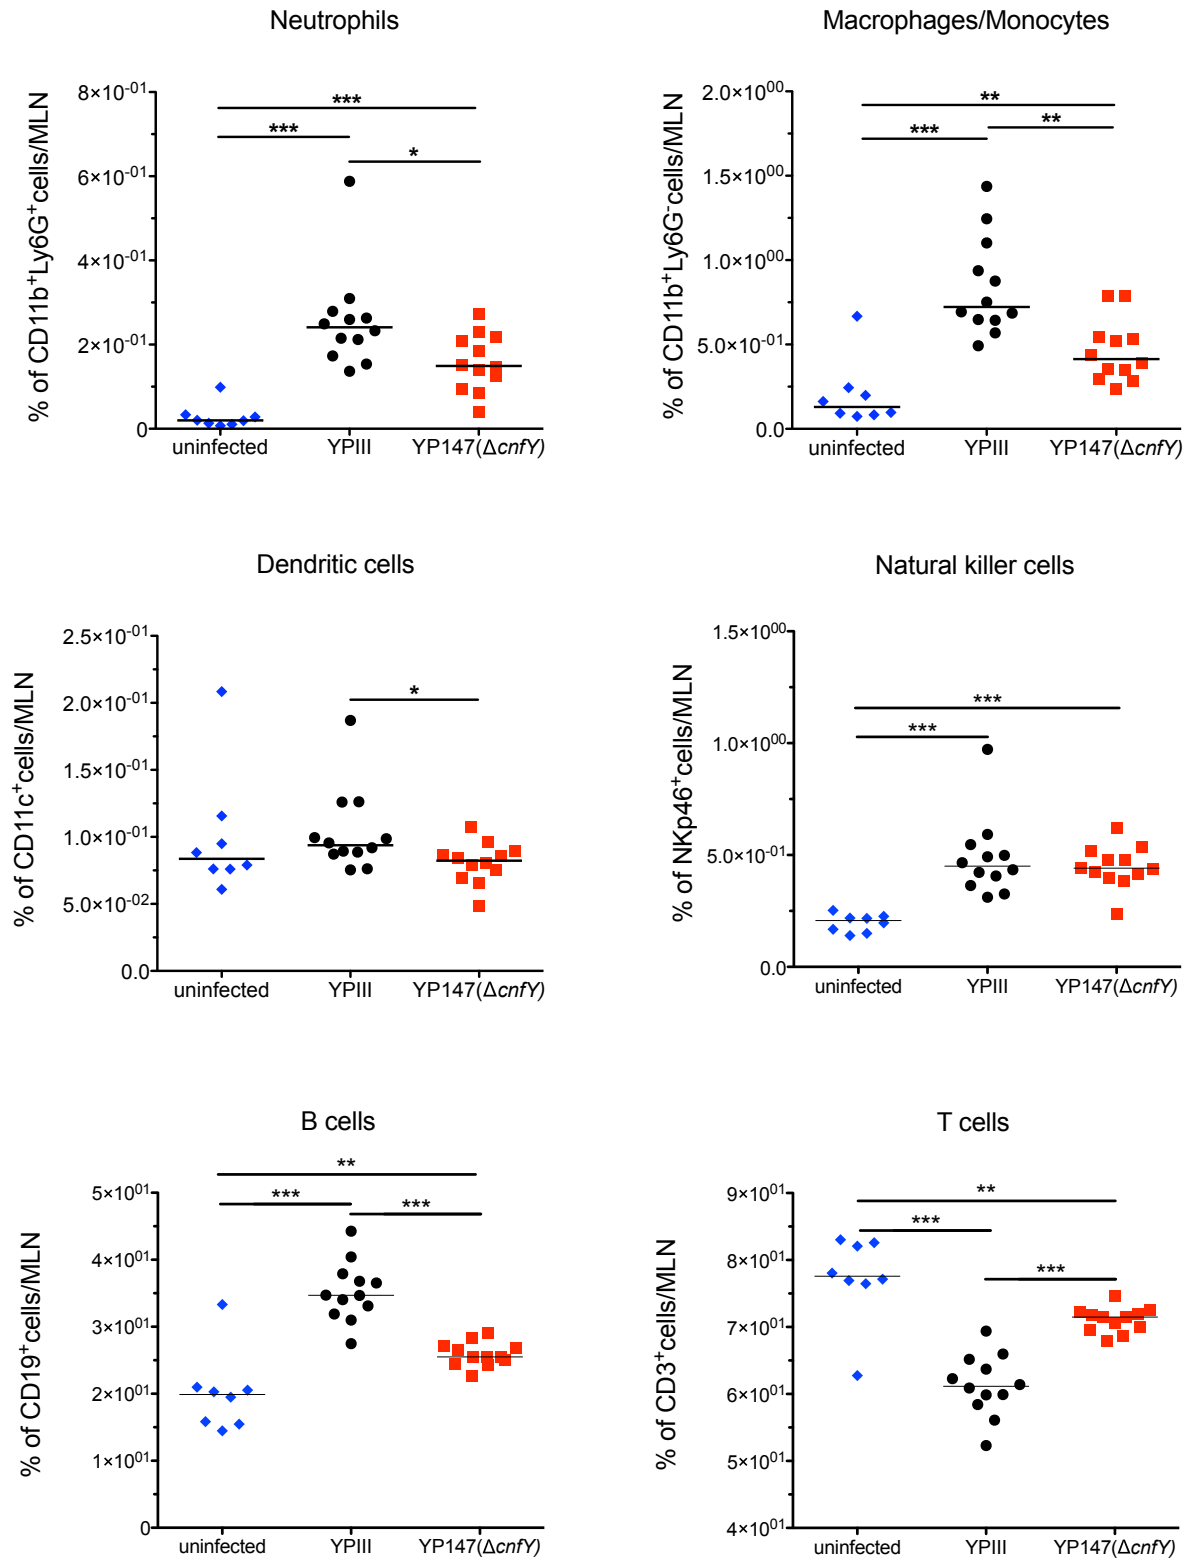 Neutrophils
% of CD11b⁺Ly6G⁺cells/MLN
8×10⁻⁰¹
6×10⁻⁰¹
4×10⁻⁰¹
2×10⁻⁰¹
0
***
***
*
uninfected YPIII YP147(ΔcnfY)
Macrophages/Monocytes
% of CD11b⁺Ly6G⁻cells/MLN
2.0×10⁰⁰
1.5×10⁰⁰
1.0×10⁰⁰
5.0×10⁻⁰¹
0.0
**
***
**
uninfected YPIII YP147(ΔcnfY)
Dendritic cells
% of CD11c⁺cells/MLN
2.5×10⁻⁰¹
2.0×10⁻⁰¹
1.5×10⁻⁰¹
1.0×10⁻⁰¹
5.0×10⁻⁰²
0.0
*
uninfected YPIII YP147(ΔcnfY)
Natural killer cells
% of NKp46⁺cells/MLN
1.5×10⁰⁰
1.0×10⁰⁰
5.0×10⁻⁰¹
0.0
***
***
uninfected YPIII YP147(ΔcnfY)
B cells
% of CD19⁺cells/MLN
5×10⁰¹
4×10⁰¹
3×10⁰¹
2×10⁰¹
1×10⁰¹
0
**
***
***
uninfected YPIII YP147(ΔcnfY)
T cells
% of CD3⁺cells/MLN
9×10⁰¹
8×10⁰¹
7×10⁰¹
6×10⁰¹
5×10⁰¹
4×10⁰¹
**
***
***
uninfected YPIII YP147(ΔcnfY)